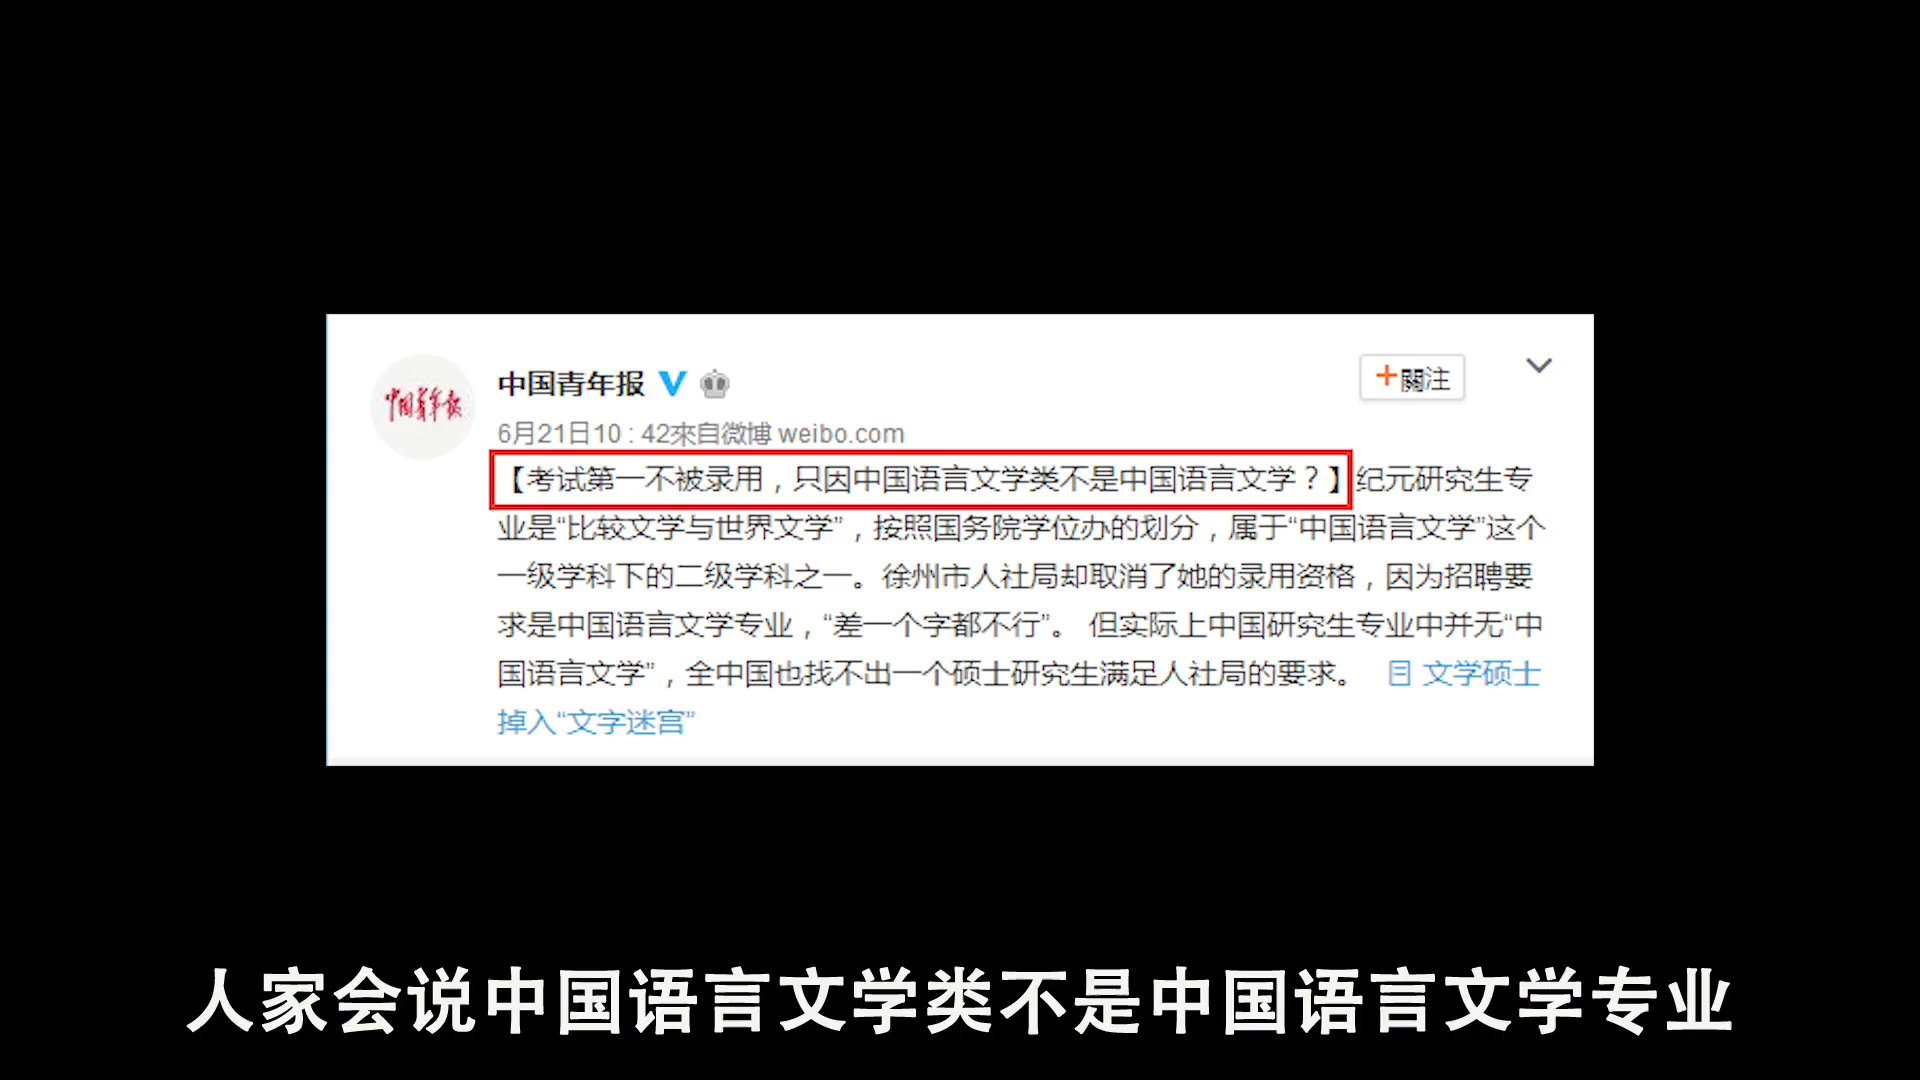 中国青年报
中国青年报
+關注
6月21日10：42來自微博 weibo.com
【考试第一不被录用，只因中国语言文学类不是中国语言文学？】纪元研究生专
业是“比较文学与世界文学”，按照国务院学位办的划分，属于“中国语言文学”这个
一级学科下的二级学科之一。徐州市人社局却取消了她的录用资格，因为招聘要
求是中国语言文学专业，“差一个字都不行”。 但实际上中国研究生专业中并无“中
国语言文学”，全中国也找不出一个硕士研究生满足人社局的要求。 文学硕士
掉入“文字迷宫”
人家会说中国语言文学类不是中国语言文学专业